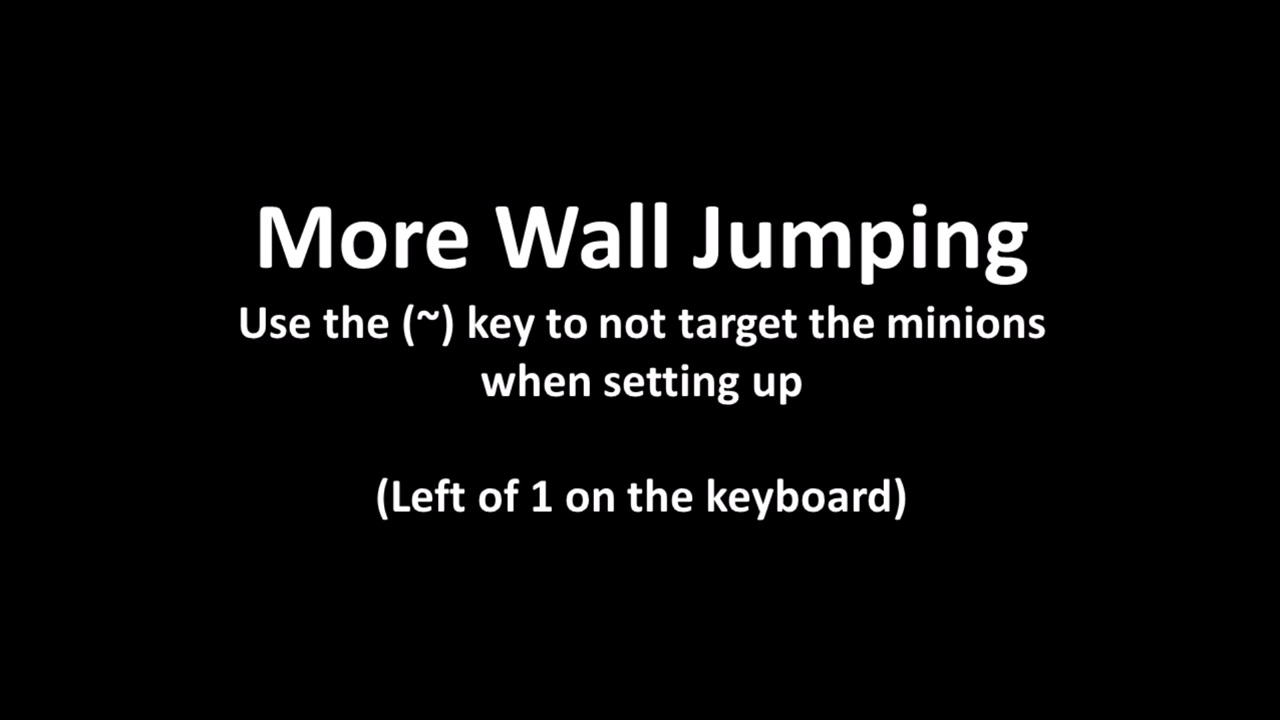 More Wall Jumping
Use the (~) key to not target the minions
when setting up
(Left of 1 on the keyboard)